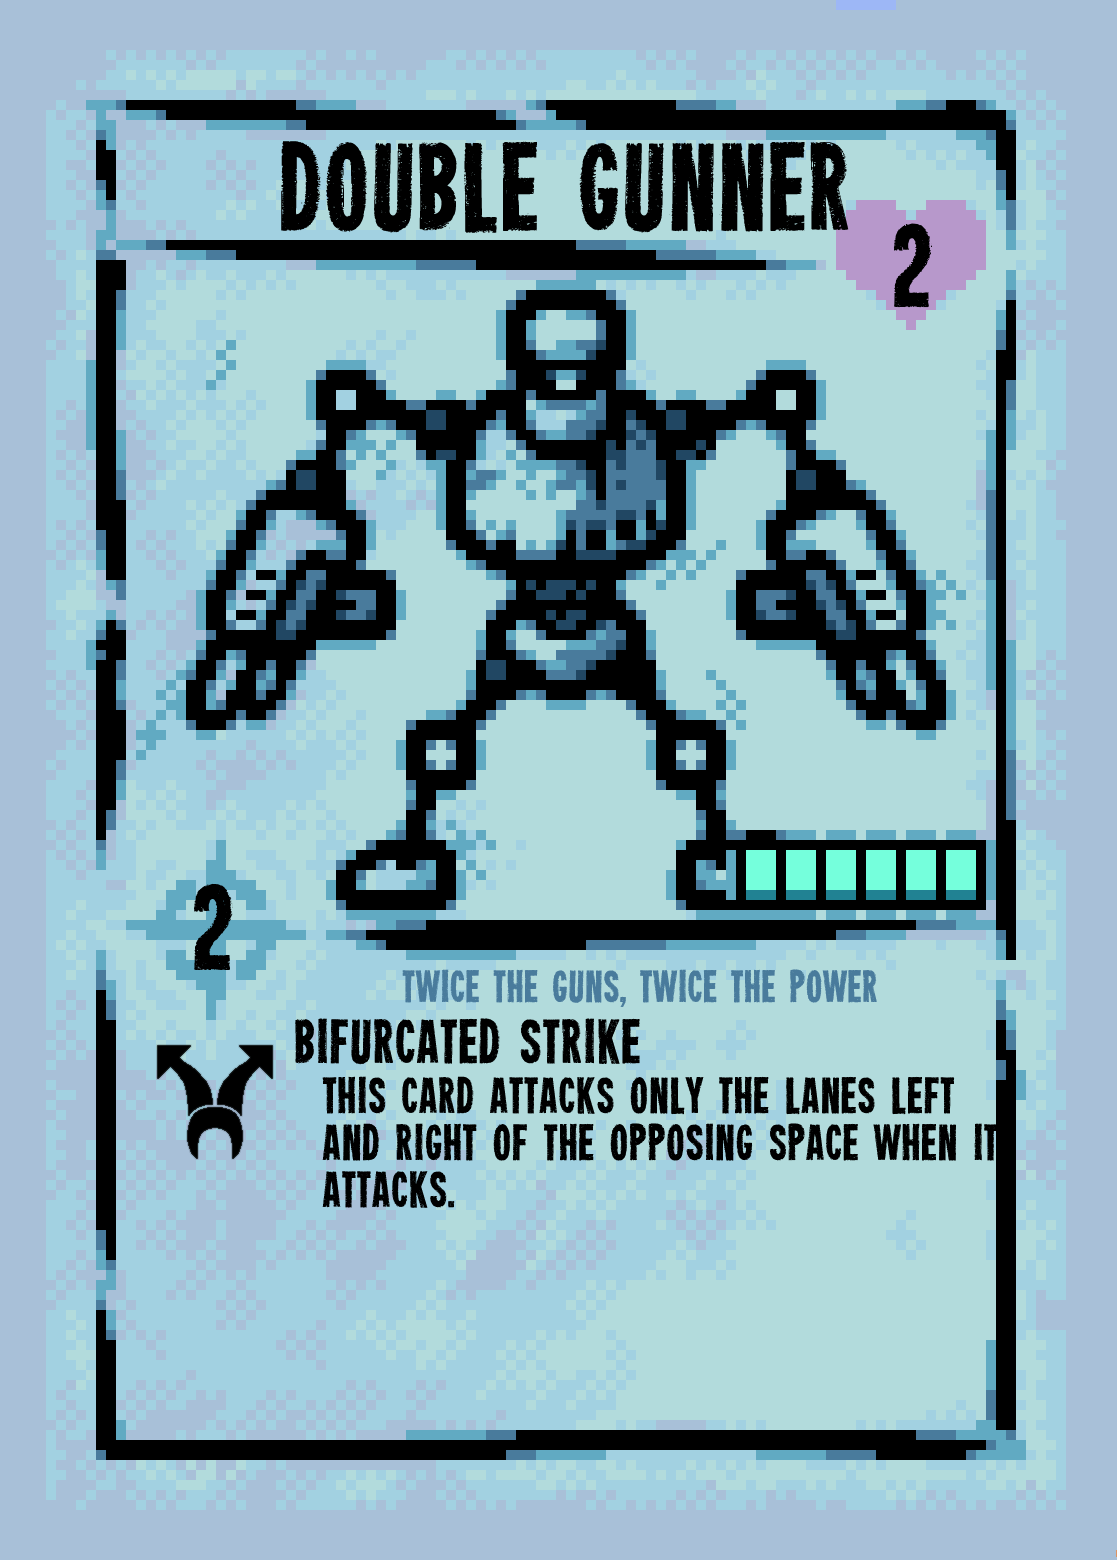 DOUBLE GUNNER
2
2
TWICE THE GUNS, TWICE THE POWER
BIFURCATED STRIKE
THIS CARD ATTACKS ONLY THE LANES LEFT
AND RIGHT OF THE OPPOSING SPACE WHEN IT
ATTACKS.